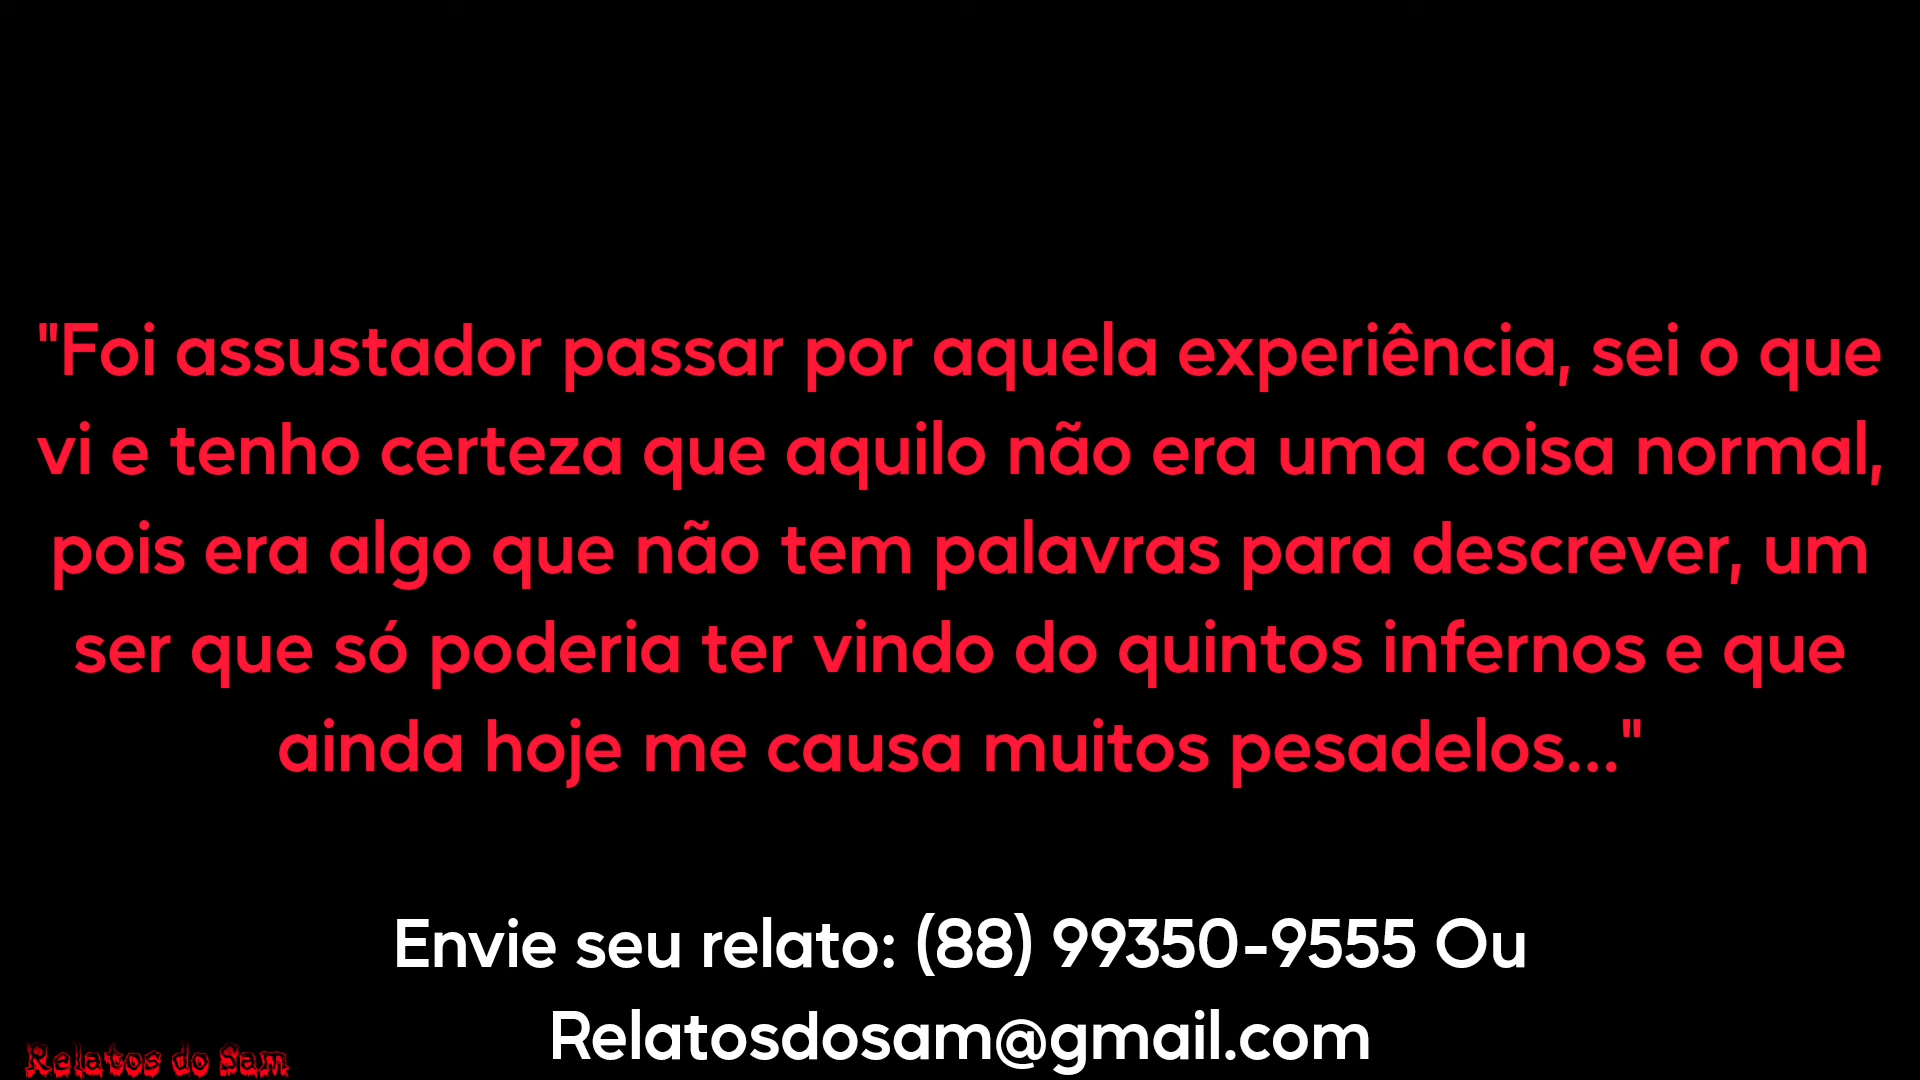 "Foi assustador passar por aquela experiência, sei o que
vi e tenho certeza que aquilo não era uma coisa normal,
pois era algo que não tem palavras para descrever, um
ser que só poderia ter vindo do quintos infernos e que
ainda hoje me causa muitos pesadelos..."
Envie seu relato: (88) 99350-9555 Ou
Relatosdosam@gmail.com
Relatos do Sam